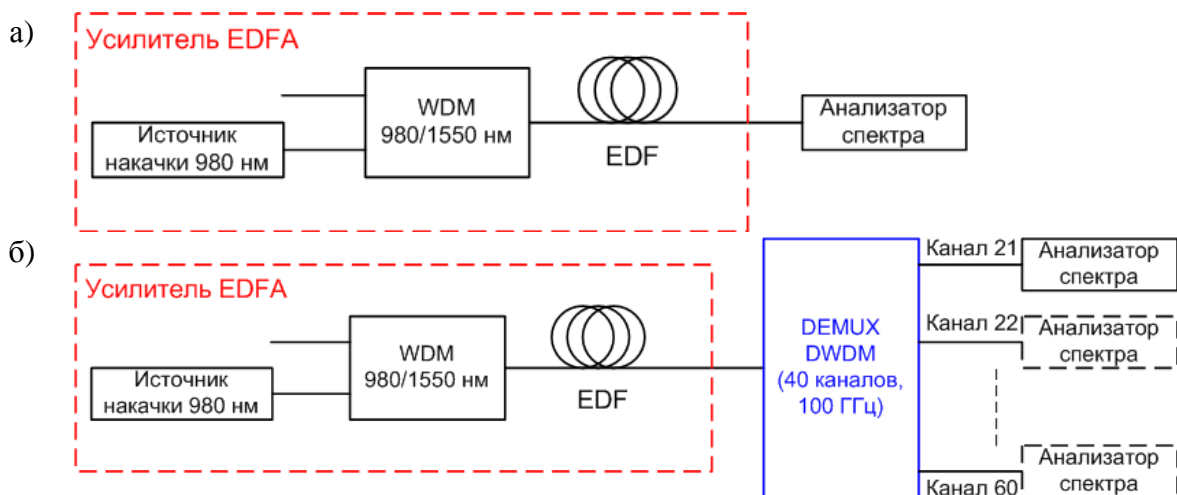 а)
Усилитель EDFA
Источник
накачки 980 нм
WDM
980/1550 нм
EDF
Анализатор
спектра
б)
Усилитель EDFA
Источник
накачки 980 нм
WDM
980/1550 нм
EDF
DEMUX
DWDM
(40 каналов,
100 ГГц)
Канал 21
Анализатор
спектра
Канал 22
Анализатор
спектра
Канал 60
Анализатор
спектра